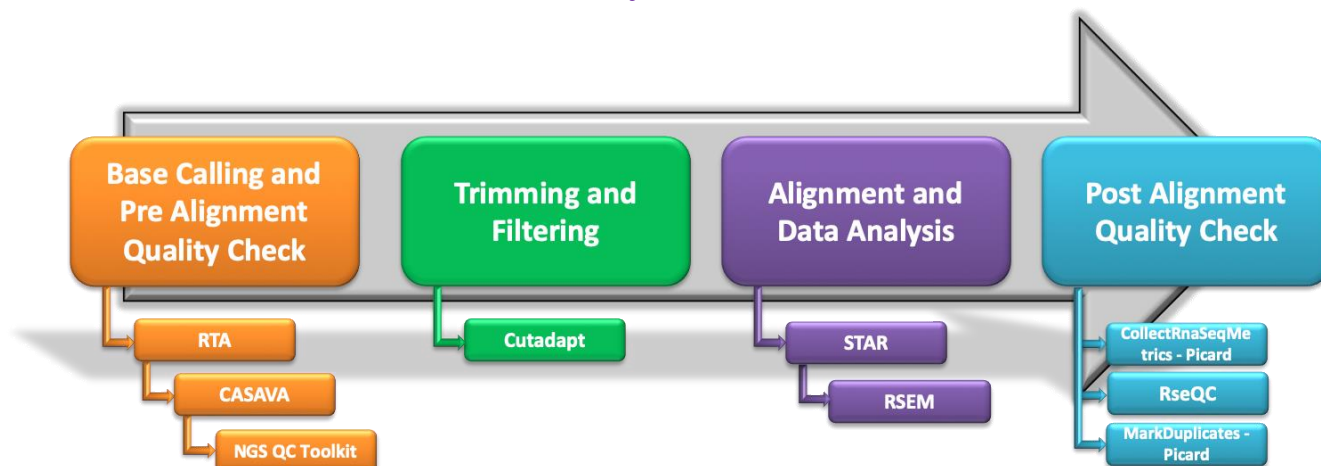 Base Calling and
Pre Alignment
Quality Check
Trimming and
Filtering
Alignment and
Data Analysis
Post Alignment
Quality Check
RTA
CASAVA
NGS QC Toolkit
Cutadapt
STAR
RSEM
CollectRnaSeqMe
trics - Picard
RseQC
MarkDuplicates -
Picard